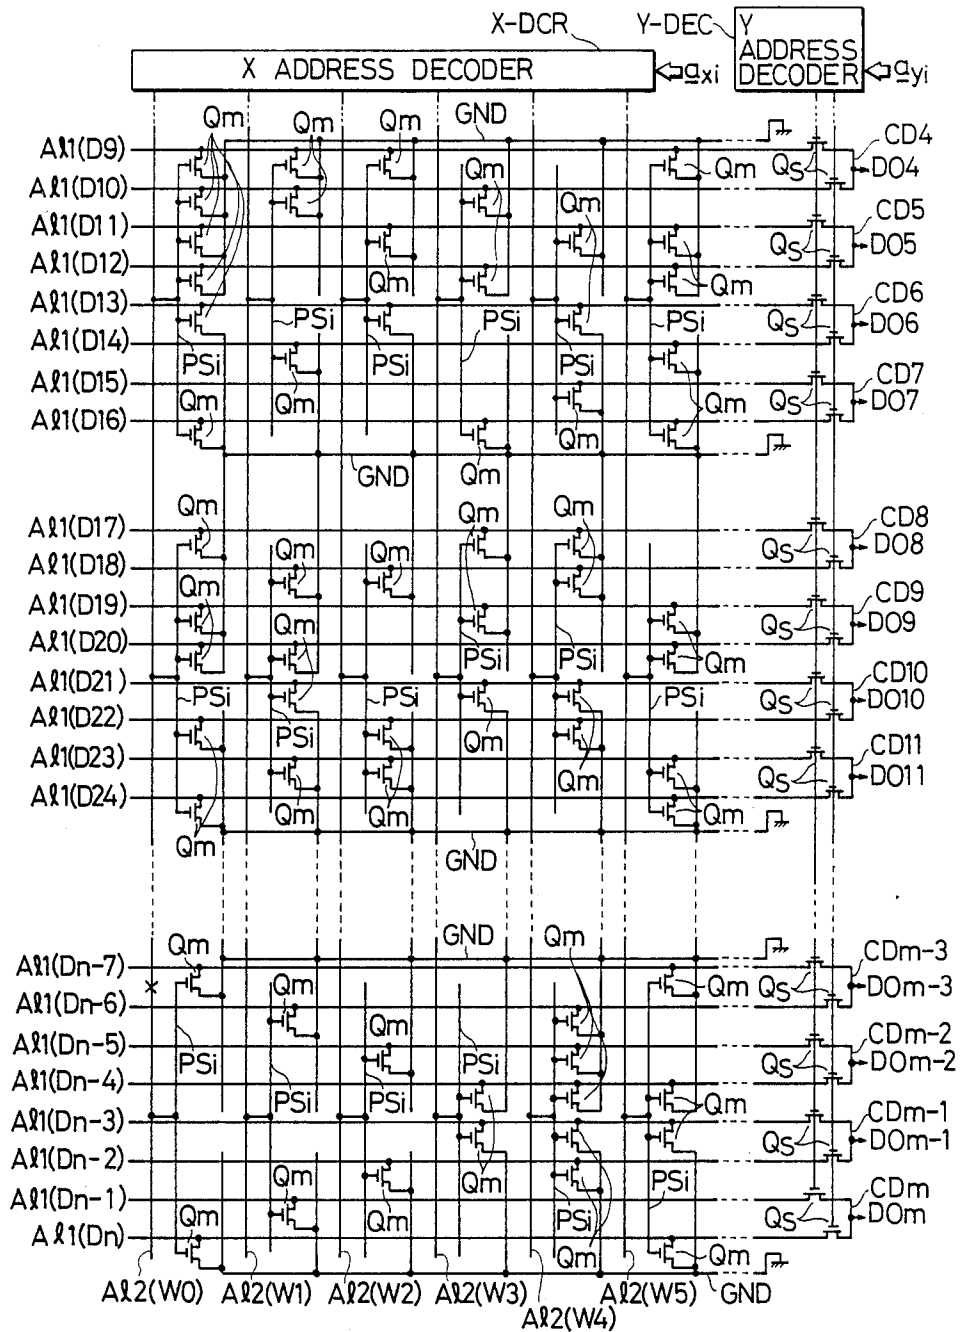 X-DCR Y-DEC
X ADDRESS DECODER
axi
Y
ADDRESS
DECODER
ayi
Qm Qm Qm GND
Aℓ1(D9) CD4
Qm QS DO4
Aℓ1(D10)
Qm
Aℓ1(D11) CD5
QS DO5
Aℓ1(D12)
Qm Qm
Aℓ1(D13) CD6
PSi PSi PSi QS DO6
Aℓ1(D14)
PSi PSi PSi
Aℓ1(D15) CD7
Qm Qm QS DO7
Aℓ1(D16)
Qm Qm
GND Qm
Qm Qm Qm
Aℓ1(D17) CD8
Qm Qm QS DO8
Aℓ1(D18)
Qm
Aℓ1(D19) CD9
Qm QS DO9
Aℓ1(D20)
PSi PSi Qm
Aℓ1(D21) CD10
PSi PSi PSi QS DO10
Aℓ1(D22)
PSi Qm
Aℓ1(D23) CD11
Qm QS DO11
Aℓ1(D24)
Qm Qm Qm
Qm
GND
Qm GND Qm
Aℓ1(Dn-7) CDm-3
Qm Qm QS DOm-3
Aℓ1(Dn-6)
Qm
Aℓ1(Dn-5) CDm-2
PSi PSi QS DOm-2
Aℓ1(Dn-4)
PSi PSi Qm
Aℓ1(Dn-3) CDm-1
QS DOm-1
Aℓ1(Dn-2)
Qm Qm PSi
Aℓ1(Dn-1) CDm
Qm PSi QS DOm
Aℓ1(Dn)
Qm Qm Qm
Aℓ2(W0) Aℓ2(W1) Aℓ2(W2) Aℓ2(W3) Aℓ2(W5) GND
Aℓ2(W4)